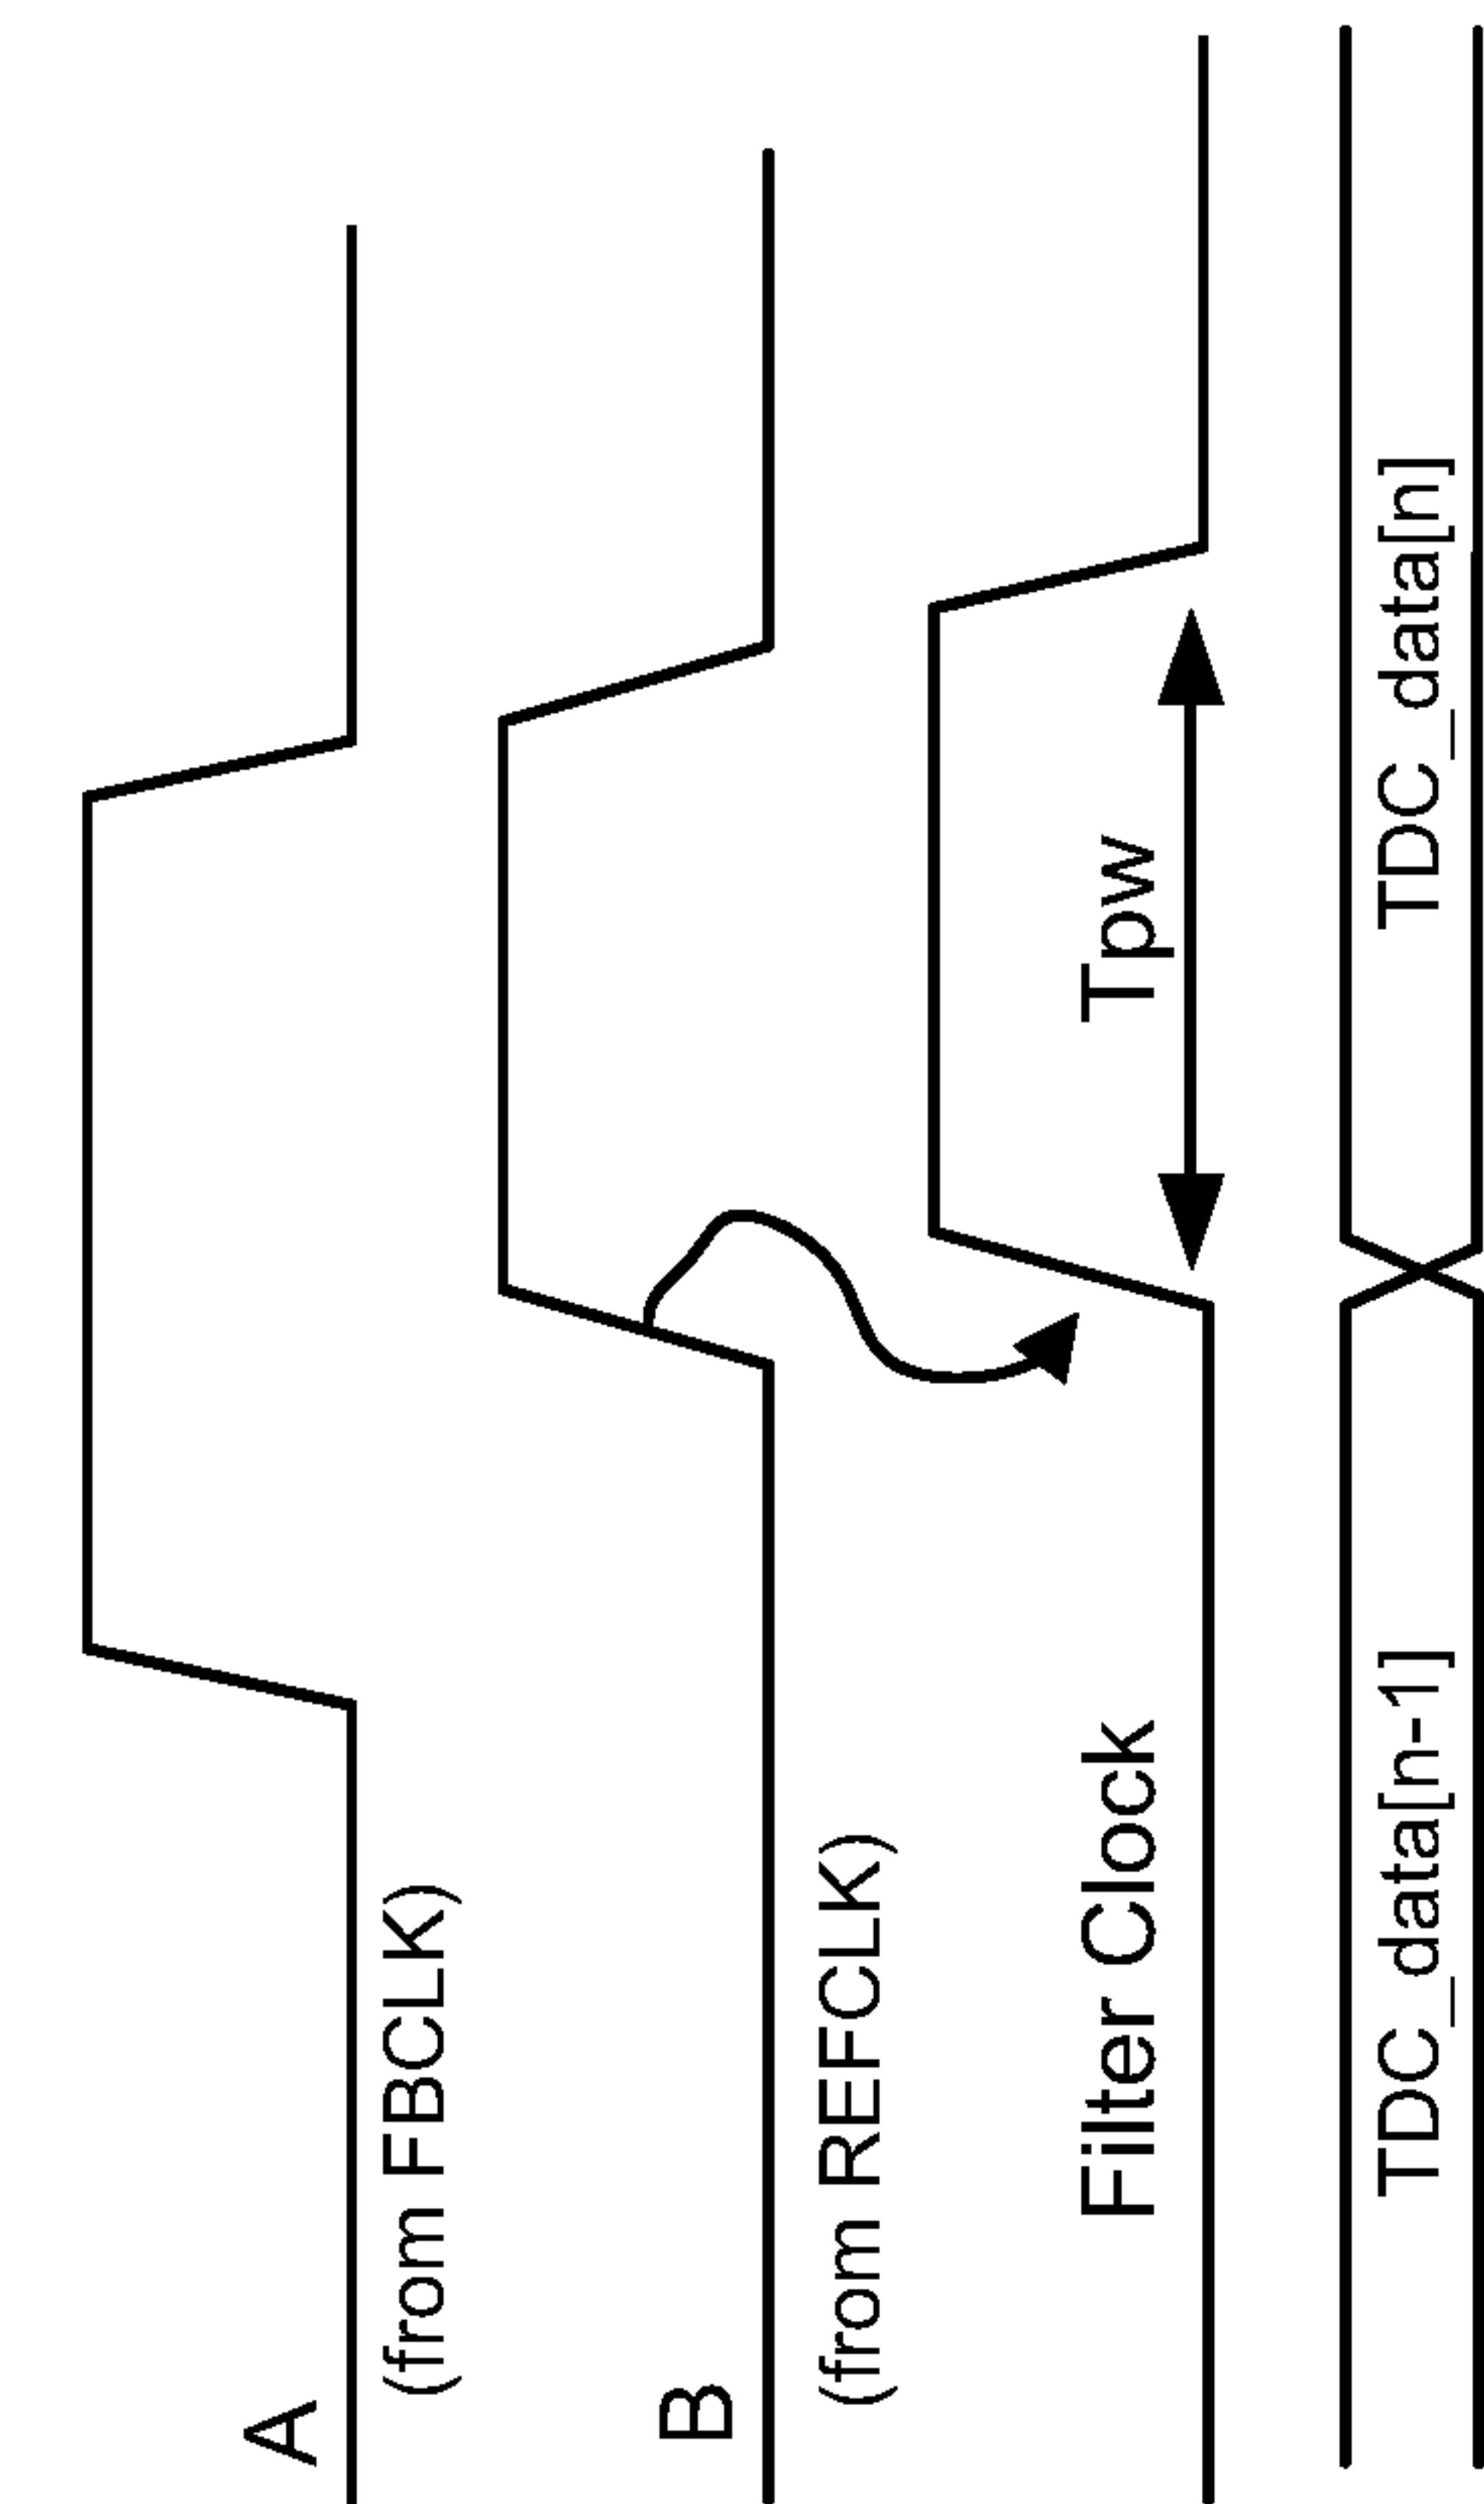 A
(from FBCLK)
B
(from REFCLK)
Filter Clock
Tpw
TDC_data[n-1]
TDC_data[n]